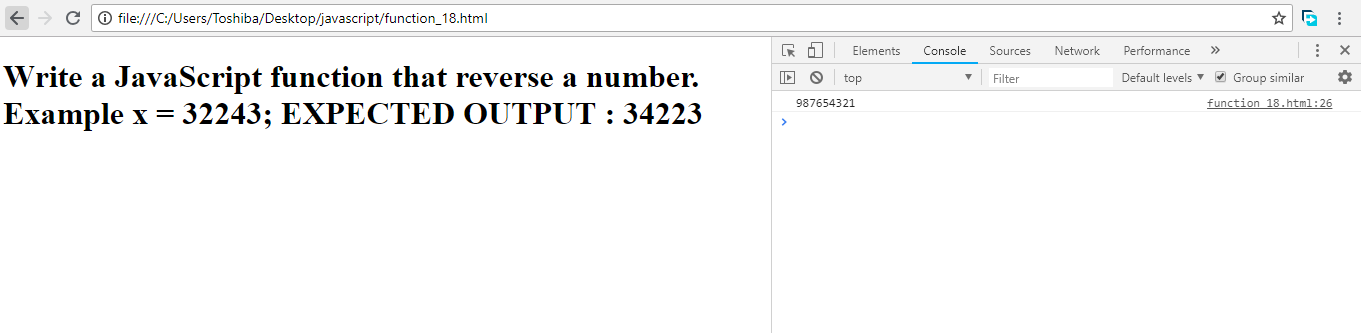 file:///C:/Users/Toshiba/Desktop/javascript/function_18.html
Write a JavaScript function that reverse a number.
Example x = 32243; EXPECTED OUTPUT : 34223
Elements Console Sources Network Performance »
top Filter Default levels Group similar
987654321 function_18.html:26